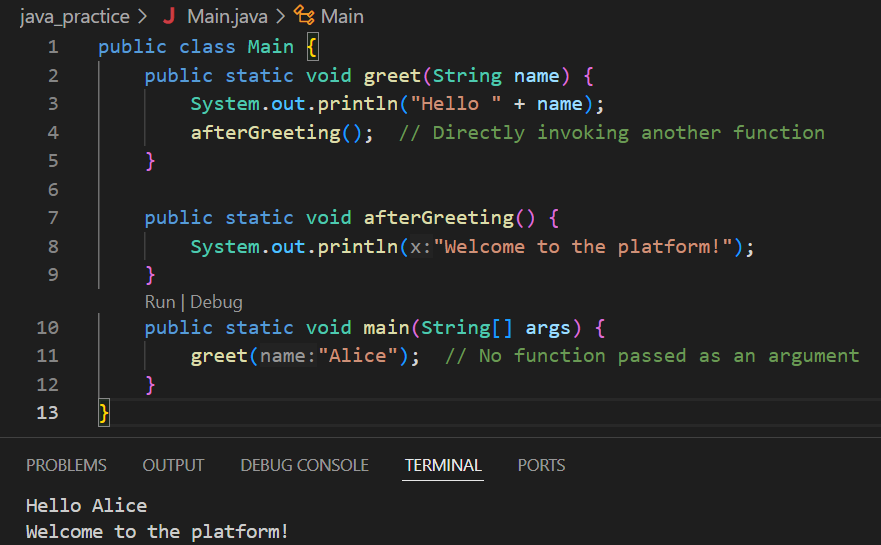 java_practice > J Main.java > Main
1 public class Main {
2     public static void greet(String name) {
3         System.out.println("Hello " + name);
4         afterGreeting();  // Directly invoking another function
5     }
6
7     public static void afterGreeting() {
8         System.out.println(x:"Welcome to the platform!");
9     }
Run | Debug
10     public static void main(String[] args) {
11         greet(name:"Alice");  // No function passed as an argument
12     }
13 }
PROBLEMS OUTPUT DEBUG CONSOLE TERMINAL PORTS
Hello Alice
Welcome to the platform!